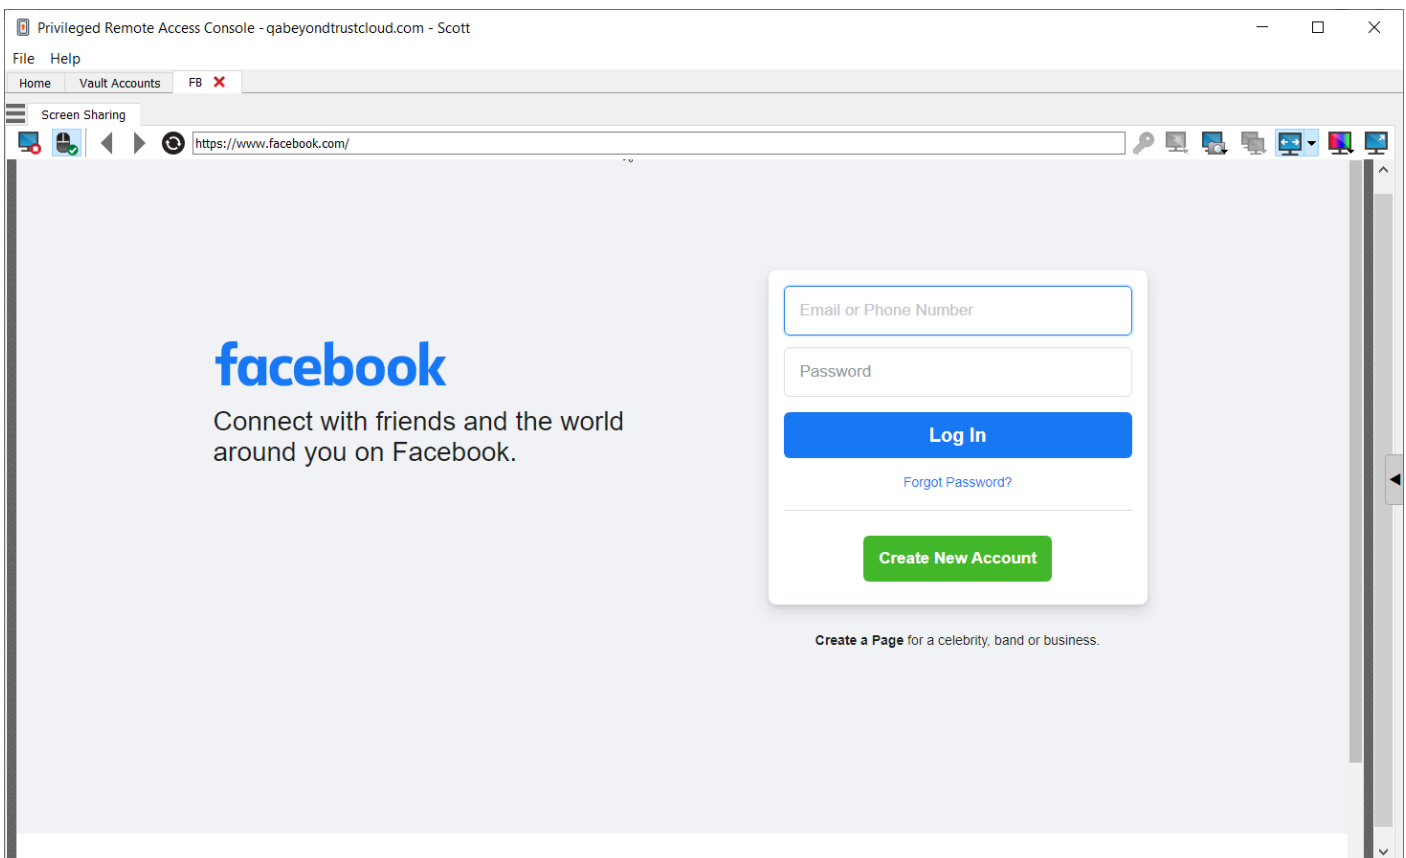 Privileged Remote Access Console - qabeyondtrustcloud.com - Scott
File Help
Home Vault Accounts FB
Screen Sharing
https://www.facebook.com/
Email or Phone Number
Password
facebook
Connect with friends and the world
around you on Facebook.
Log In
Forgot Password?
Create New Account
Create a Page for a celebrity, band or business.